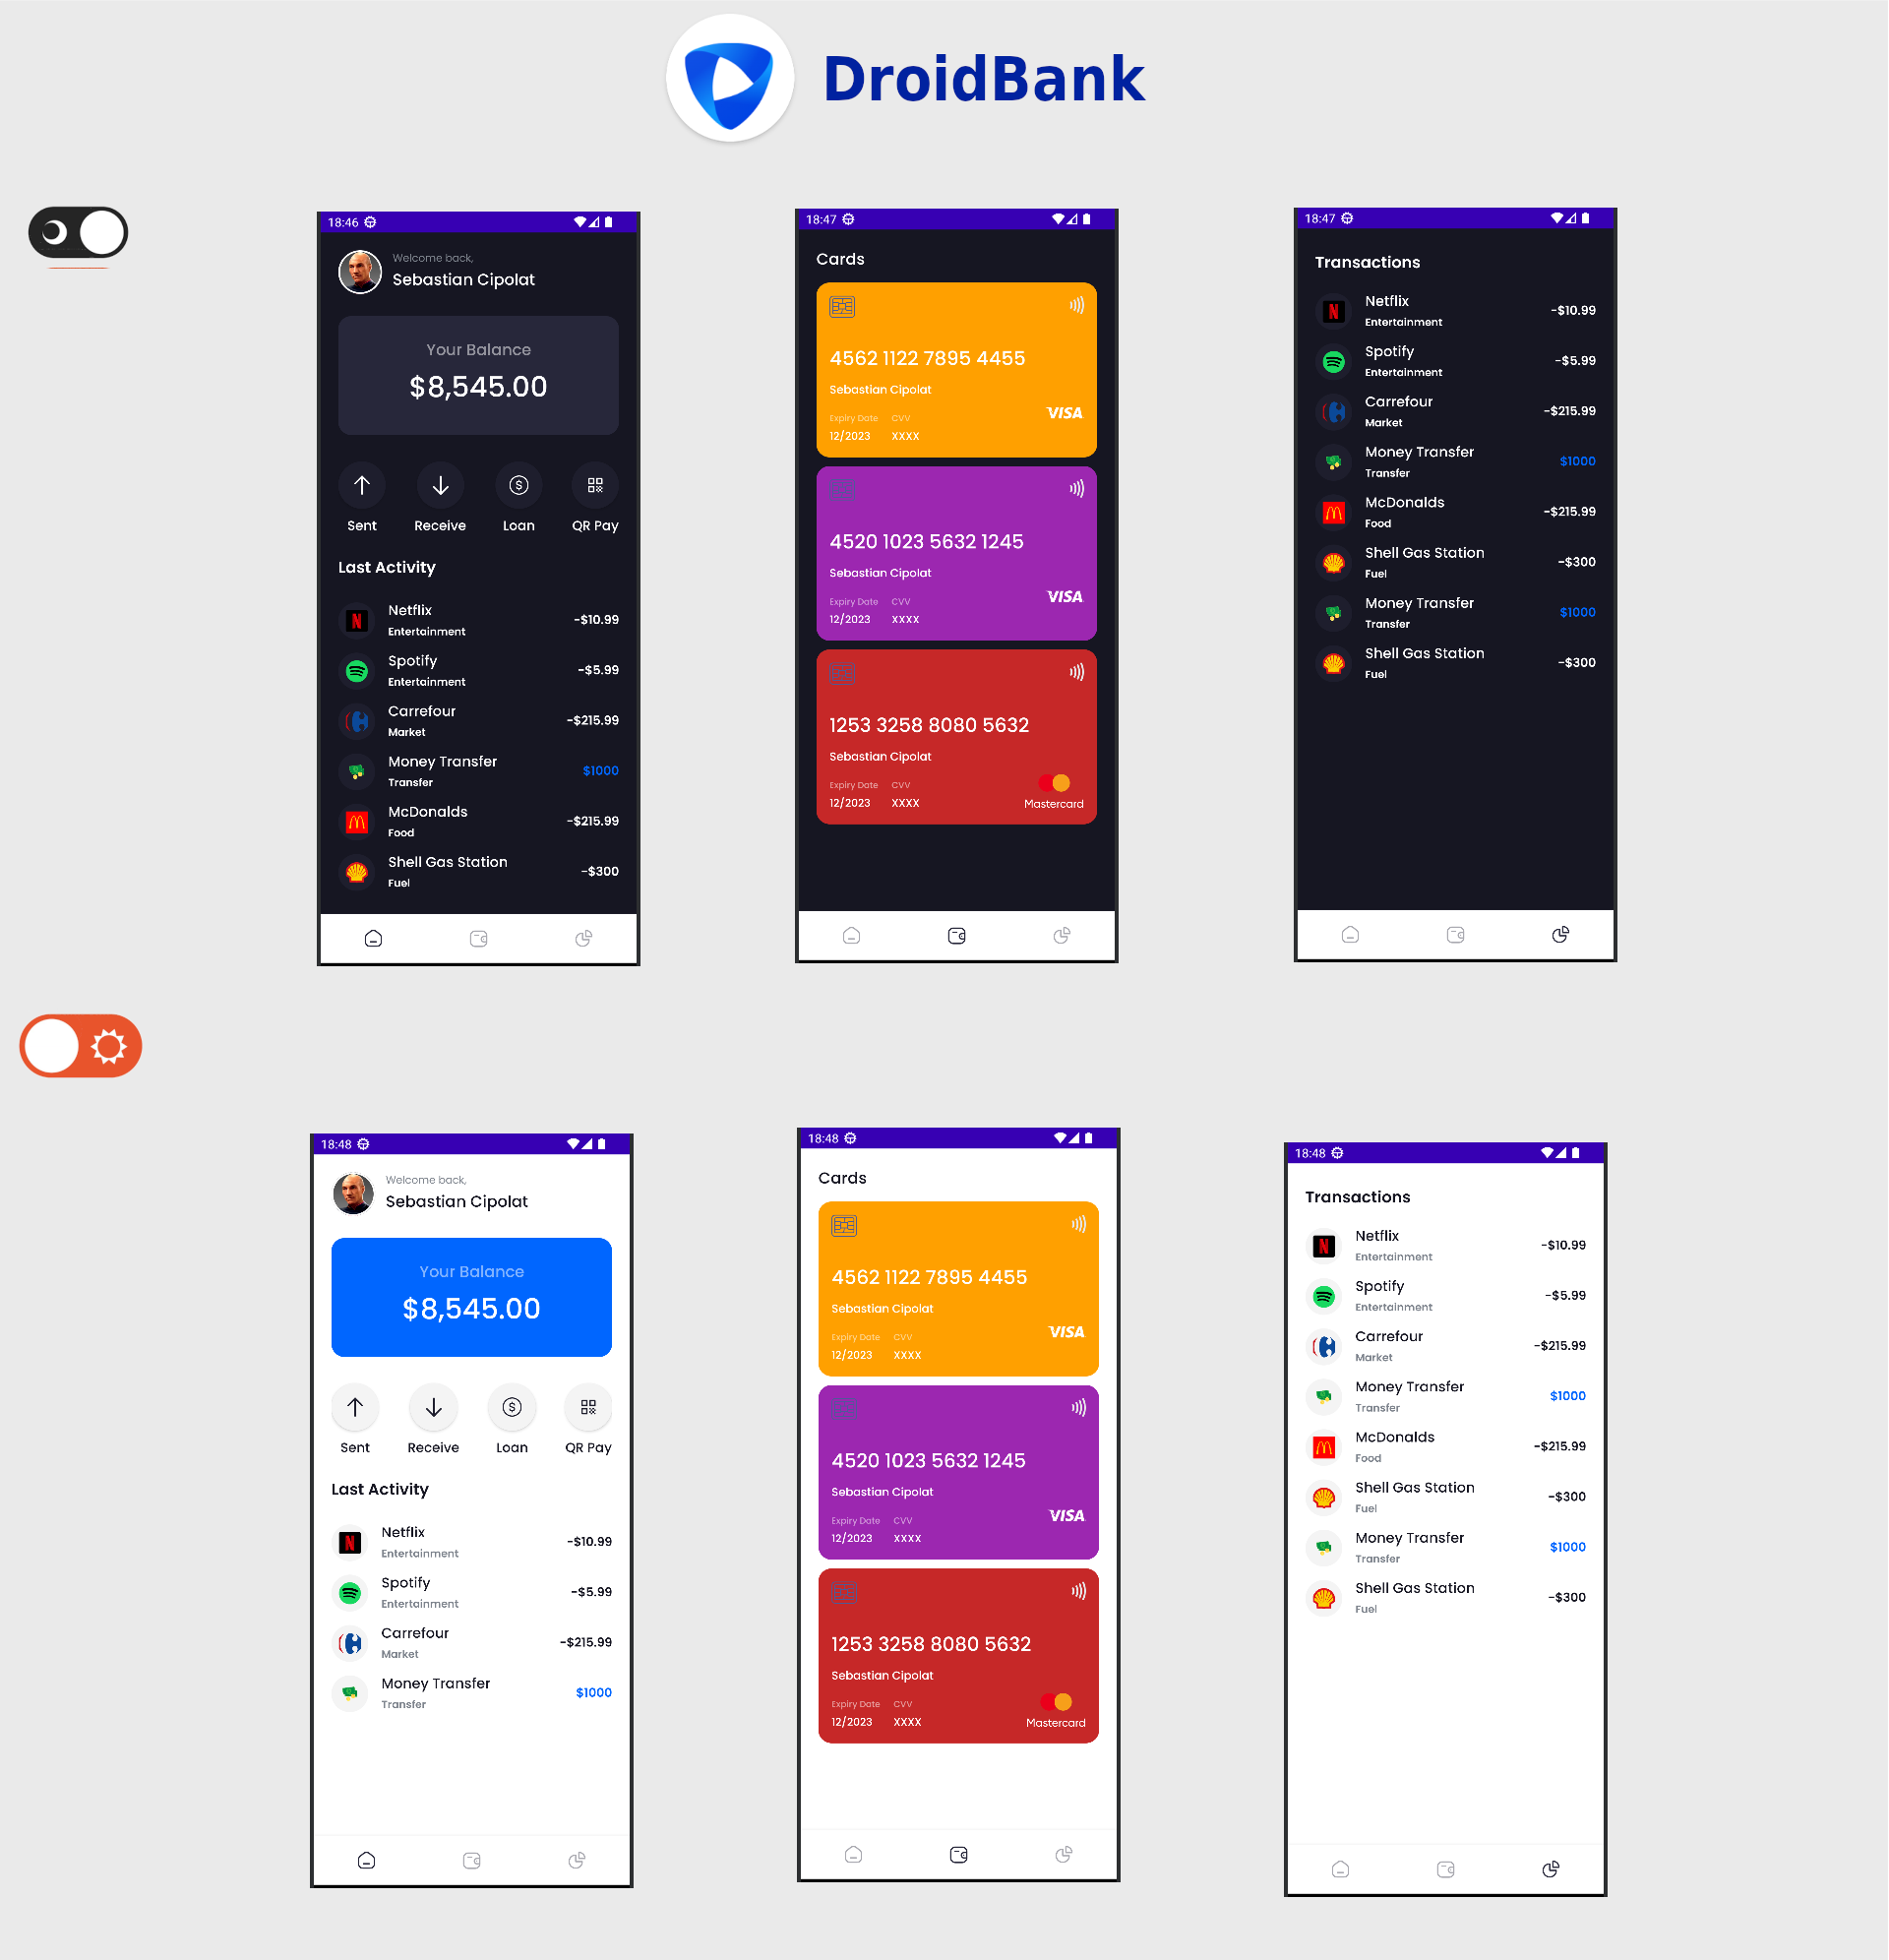 DroidBank
18:46
Welcome back,
Sebastian Cipolat
Your Balance
$8,545.00
Sent Receive Loan QR Pay
Last Activity
Netflix
Entertainment
-$10.99
Spotify
Entertainment
-$5.99
Carrefour
Market
-$215.99
Money Transfer
Transfer
$1000
McDonalds
Food
-$215.99
Shell Gas Station
Fuel
-$300
18:47
Cards
4562 1122 7895 4455
Sebastian Cipolat
Expiry Date CVV
12/2023 XXXX
VISA
4520 1023 5632 1245
Sebastian Cipolat
Expiry Date CVV
12/2023 XXXX
VISA
1253 3258 8080 5632
Sebastian Cipolat
Expiry Date CVV
12/2023 XXXX
Mastercard
18:47
Transactions
Netflix
Entertainment
-$10.99
Spotify
Entertainment
-$5.99
Carrefour
Market
-$215.99
Money Transfer
Transfer
$1000
McDonalds
Food
-$215.99
Shell Gas Station
Fuel
-$300
Money Transfer
Transfer
$1000
Shell Gas Station
Fuel
-$300
18:48
Welcome back,
Sebastian Cipolat
Your Balance
$8,545.00
Sent Receive Loan QR Pay
Last Activity
Netflix
Entertainment
-$10.99
Spotify
Entertainment
-$5.99
Carrefour
Market
-$215.99
Money Transfer
Transfer
$1000
18:48
Cards
4562 1122 7895 4455
Sebastian Cipolat
Expiry Date CVV
12/2023 XXXX
VISA
4520 1023 5632 1245
Sebastian Cipolat
Expiry Date CVV
12/2023 XXXX
VISA
1253 3258 8080 5632
Sebastian Cipolat
Expiry Date CVV
12/2023 XXXX
Mastercard
18:48
Transactions
Netflix
Entertainment
-$10.99
Spotify
Entertainment
-$5.99
Carrefour
Market
-$215.99
Money Transfer
Transfer
$1000
McDonalds
Food
-$215.99
Shell Gas Station
Fuel
-$300
Money Transfer
Transfer
$1000
Shell Gas Station
Fuel
-$300